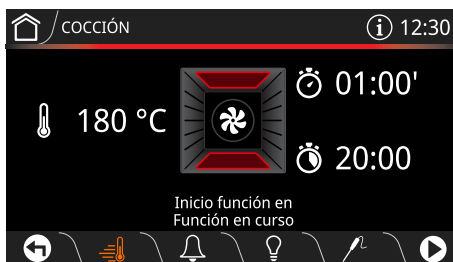 COCCIÓN
i 12:30
180 °C
01:00'
20:00
Inicio función en
Función en curso